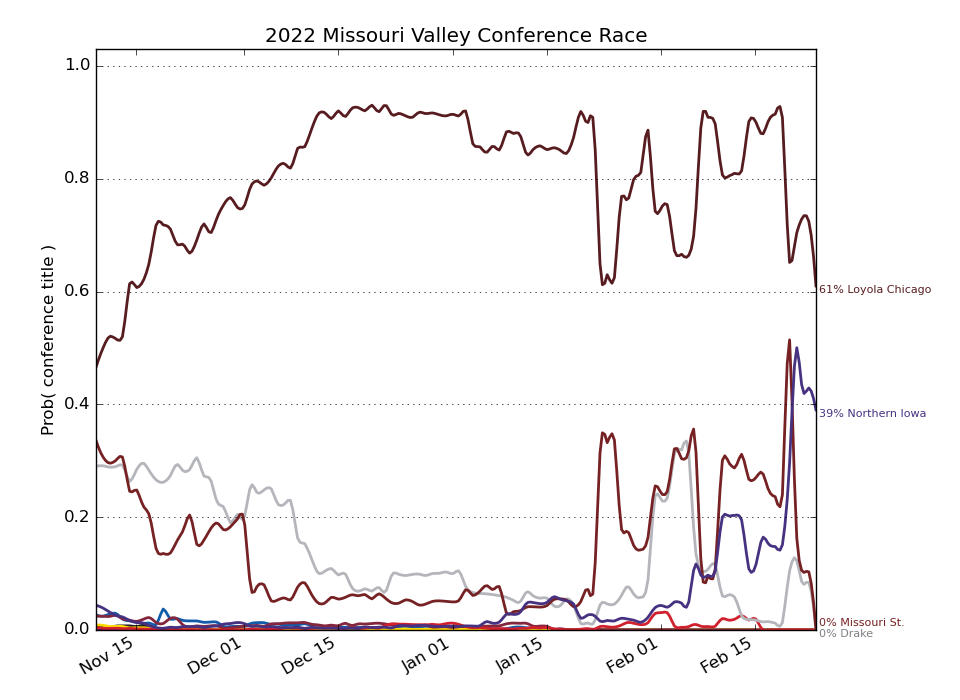 2022 Missouri Valley Conference Race
Prob( conference title )
1.0
0.8
0.6
0.4
0.2
0.0
61% Loyola Chicago
39% Northern Iowa
0% Missouri St.
0% Drake
Nov 15
Dec 01
Dec 15
Jan 01
Jan 15
Feb 01
Feb 15